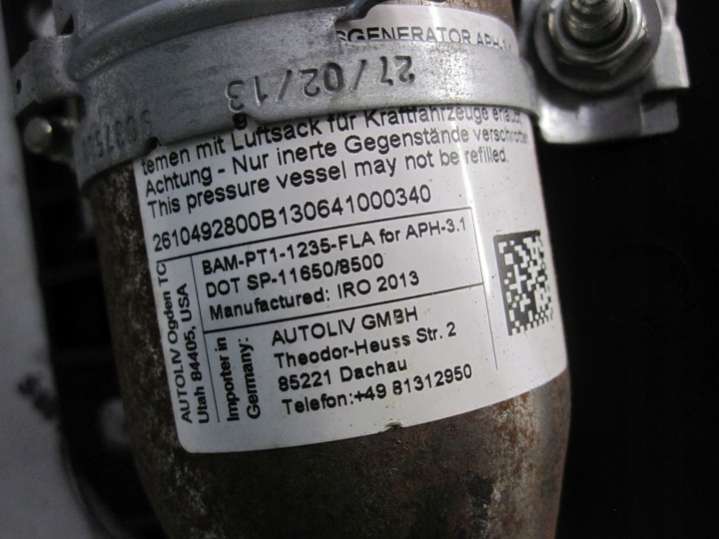 GENERATOR APH-
27/02/13
temen mit Luftsack für Kraftfahrzeuge erlaubt
Achtung - Nur inerte Gegenstände verschrotten
This pressure vessel may not be refilled.
2610492800B130641000340
AUTOLIV Ogden TC
Utah 84405, USA
BAM-PT1-1235-FLA for APH-3.1
DOT SP-11650/8500
Manufactured: IRO 2013
Importer in
Germany:
AUTOLIV GMBH
Theodor-Heuss Str. 2
85221 Dachau
Telefon:+49 81312950